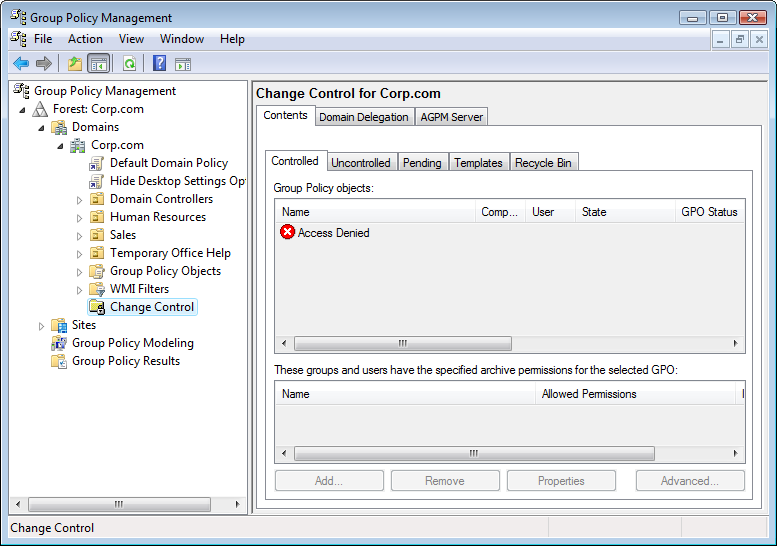 Group Policy Management
File Action View Window Help
Group Policy Management
Forest: Corp.com
Domains
Corp.com
Default Domain Policy
Hide Desktop Settings Opt
Domain Controllers
Human Resources
Sales
Temporary Office Help
Group Policy Objects
WMI Filters
Change Control
Sites
Group Policy Modeling
Group Policy Results
Change Control for Corp.com
Contents Domain Delegation AGPM Server
Controlled Uncontrolled Pending Templates Recycle Bin
Group Policy objects:
Name Comp... User State GPO Status
Access Denied
These groups and users have the specified archive permissions for the selected GPO:
Name Allowed Permissions I
Add... Remove Properties Advanced...
Change Control